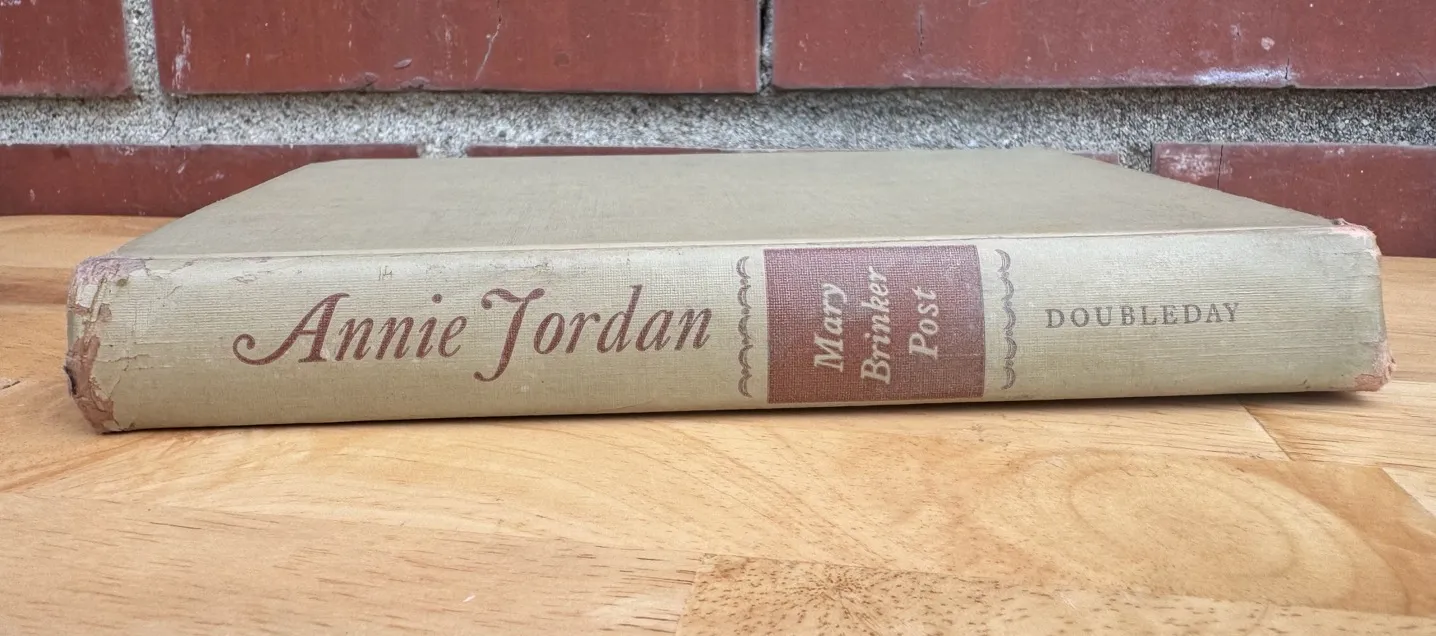 Annie Jordan
Mary
Brinker
Post
DOUBLEDAY